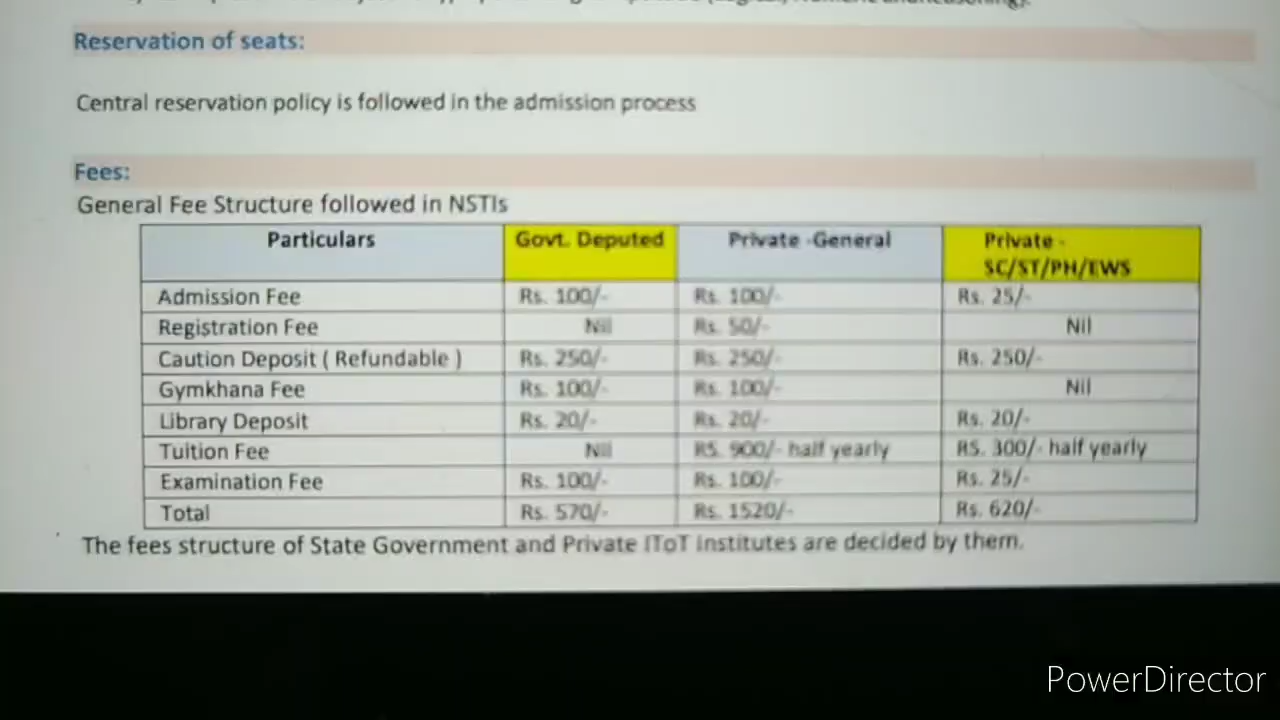 Reservation of seats:
Central reservation policy is followed in the admission process
Fees:
General Fee Structure followed in NSTIs
Particulars Govt. Deputed Private -General Private - SC/ST/PH/EWS
Admission Fee Rs. 100/- Rs. 100/- Rs. 25/-
Registration Fee Nil Rs. 50/- Nil
Caution Deposit ( Refundable ) Rs. 250/- Rs. 250/- Rs. 250/-
Gymkhana Fee Rs. 100/- Rs. 100/- Nil
Library Deposit Rs. 20/- Rs. 20/- Rs. 20/-
Tuition Fee Nil RS. 900/- half yearly RS. 300/- half yearly
Examination Fee Rs. 100/- Rs. 100/- Rs. 25/-
Total Rs. 570/- Rs. 1520/- Rs. 620/-
The fees structure of State Government and Private IToT Institutes are decided by them.
PowerDirector